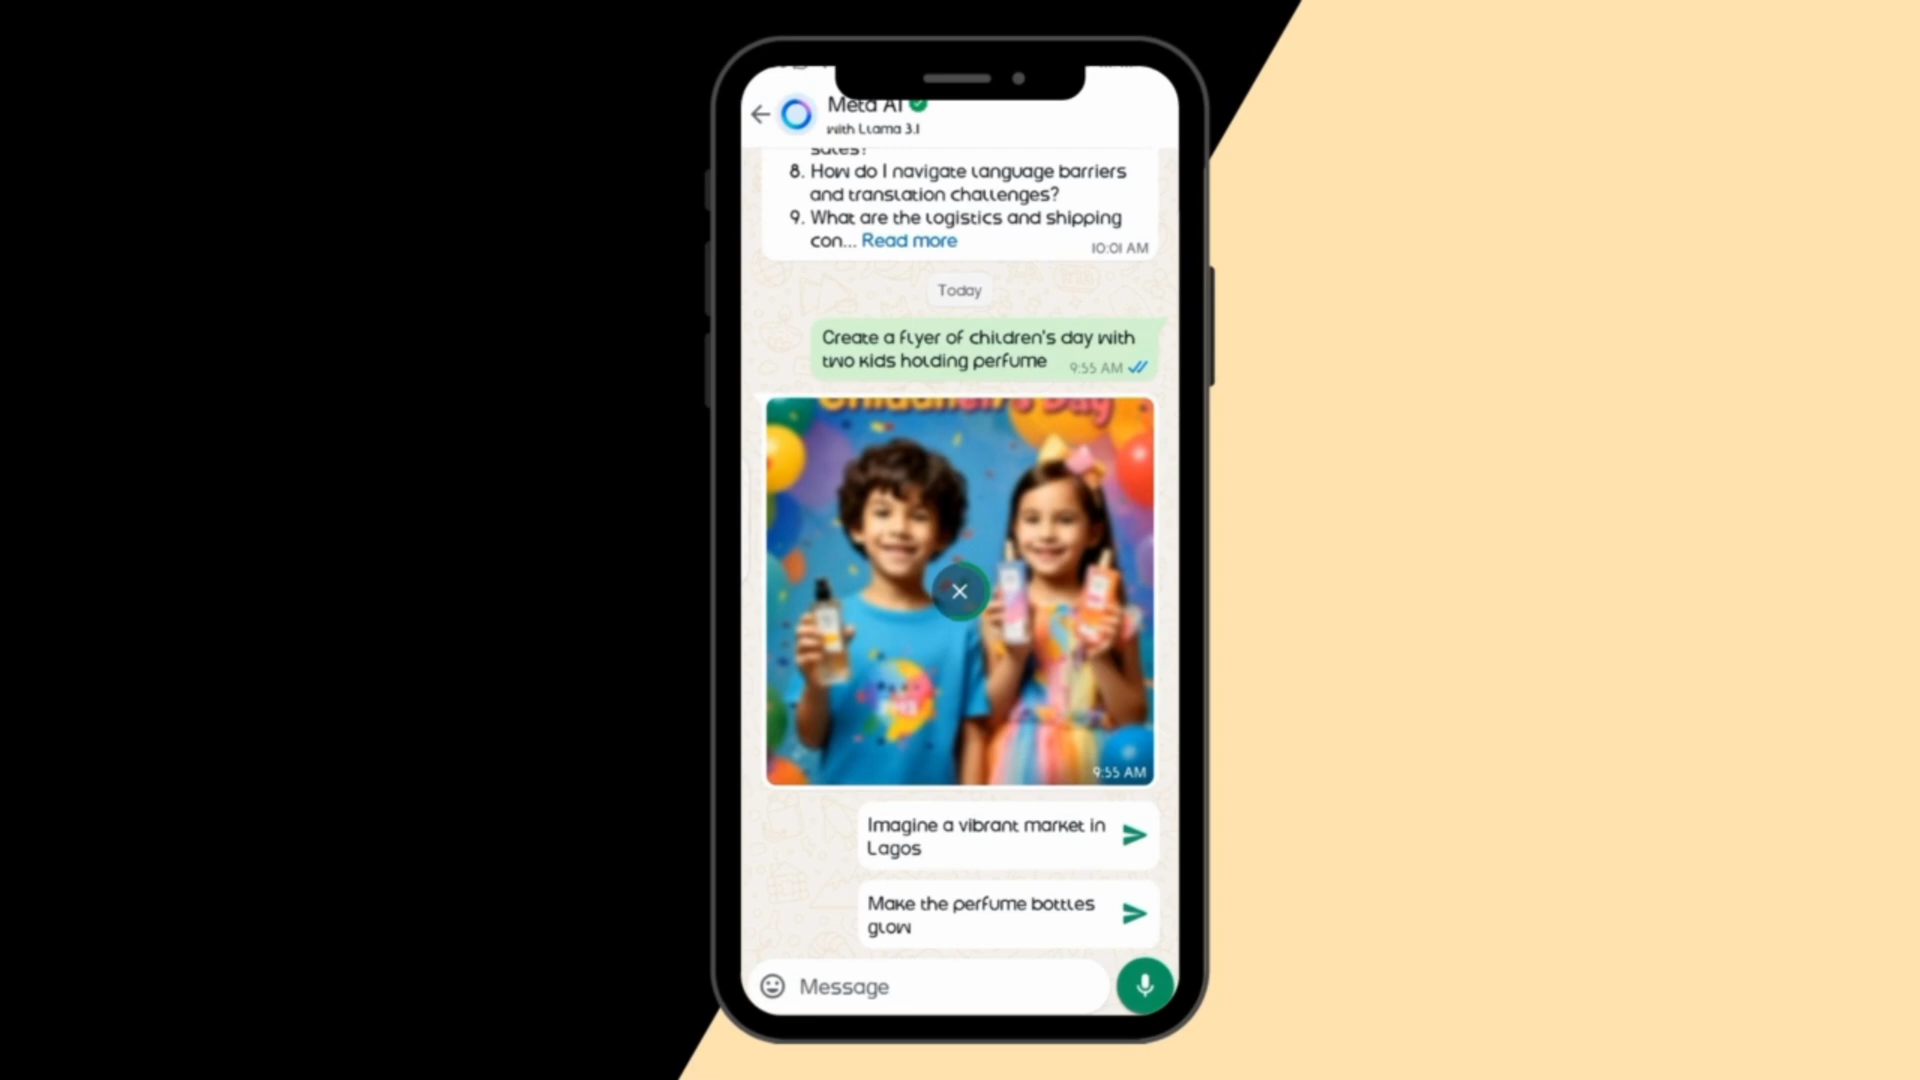 Meta AI
with Llama 3.1
sales?
8. How do I navigate language barriers
and translation challenges?
9. What are the logistics and shipping
con... Read more
10:01 AM
Today
Create a flyer of children's day with
two kids holding perfume
9:55 AM
Day
9:55 AM
Imagine a vibrant market in
Lagos
Make the perfume bottles
glow
Message